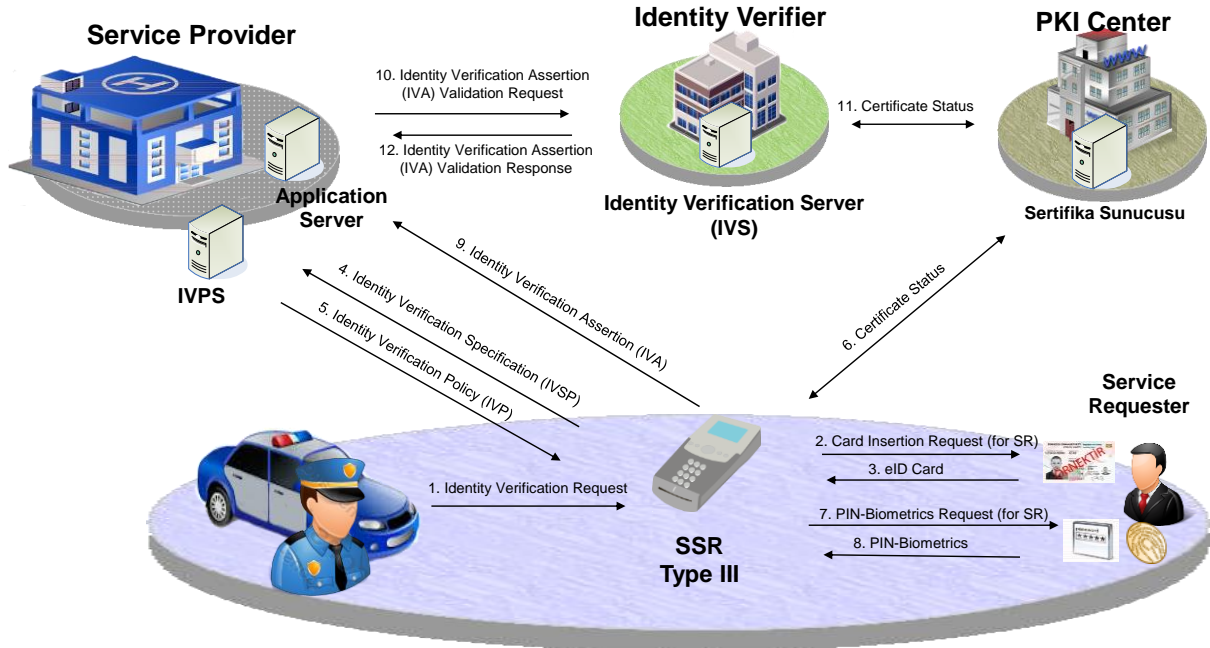 Service Provider
Identity Verifier
PKI Center
10. Identity Verification Assertion
(IVA) Validation Request
12. Identity Verification Assertion
(IVA) Validation Response
11. Certificate Status
WWW
H
Application
Server
IVPS
Identity Verification Server
(IVS)
Sertifika Sunucusu
9. Identity Verification Assertion (IVA)
4. Identity Verification Specification (IVSP)
5. Identity Verification Policy (IVP)
6. Certificate Status
Service
Requester
1. Identity Verification Request
2. Card Insertion Request (for SR)
3. eID Card
ÖRNEKTİR
7. PIN-Biometrics Request (for SR)
8. PIN-Biometrics
SSR
Type III